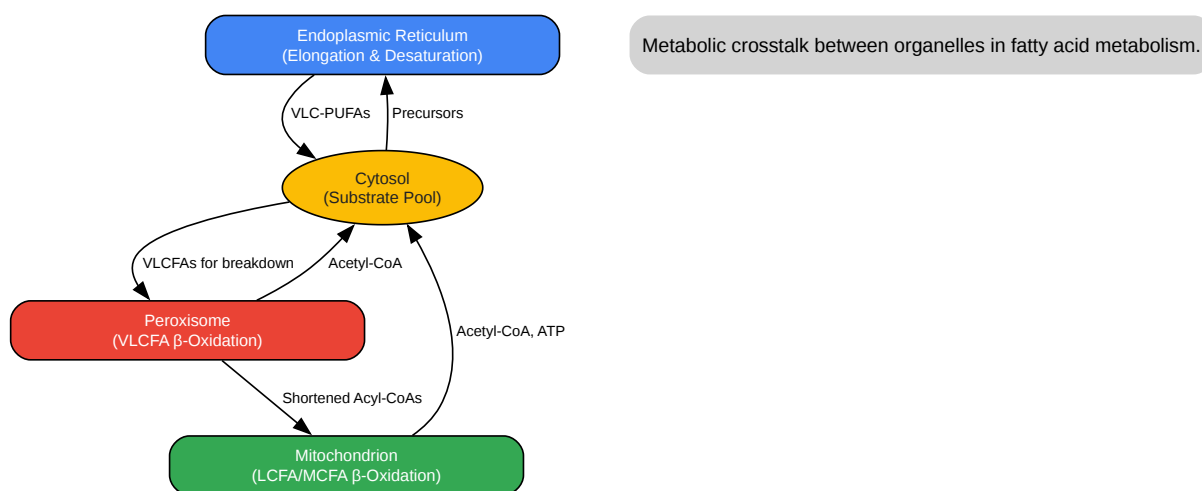 Endoplasmic Reticulum
(Elongation & Desaturation)
Metabolic crosstalk between organelles in fatty acid metabolism.
VLC-PUFAs
Precursors
Cytosol
(Substrate Pool)
VLCFAs for breakdown
Acetyl-CoA
Peroxisome
(VLCFA β-Oxidation)
Acetyl-CoA, ATP
Shortened Acyl-CoAs
Mitochondrion
(LCFA/MCFA β-Oxidation)